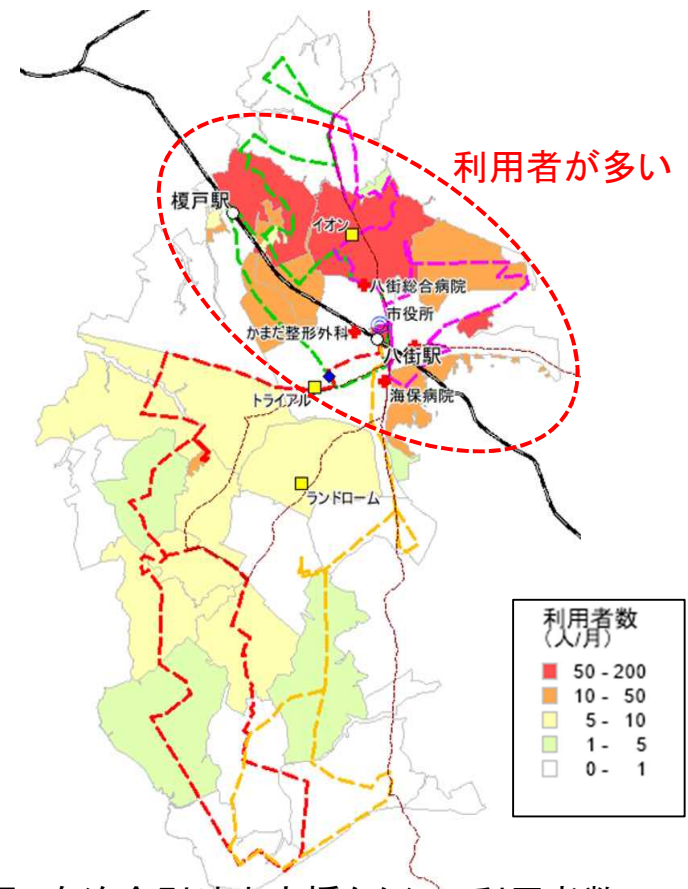 利用者が多い
榎戸駅
イオン
八街総合病院
市役所
かまだ整形外科
八街駅
トライアル
海保病院
ランドローム
利用者数
(人/月)
50 - 200
10 - 50
5 - 10
1 - 5
0 - 1